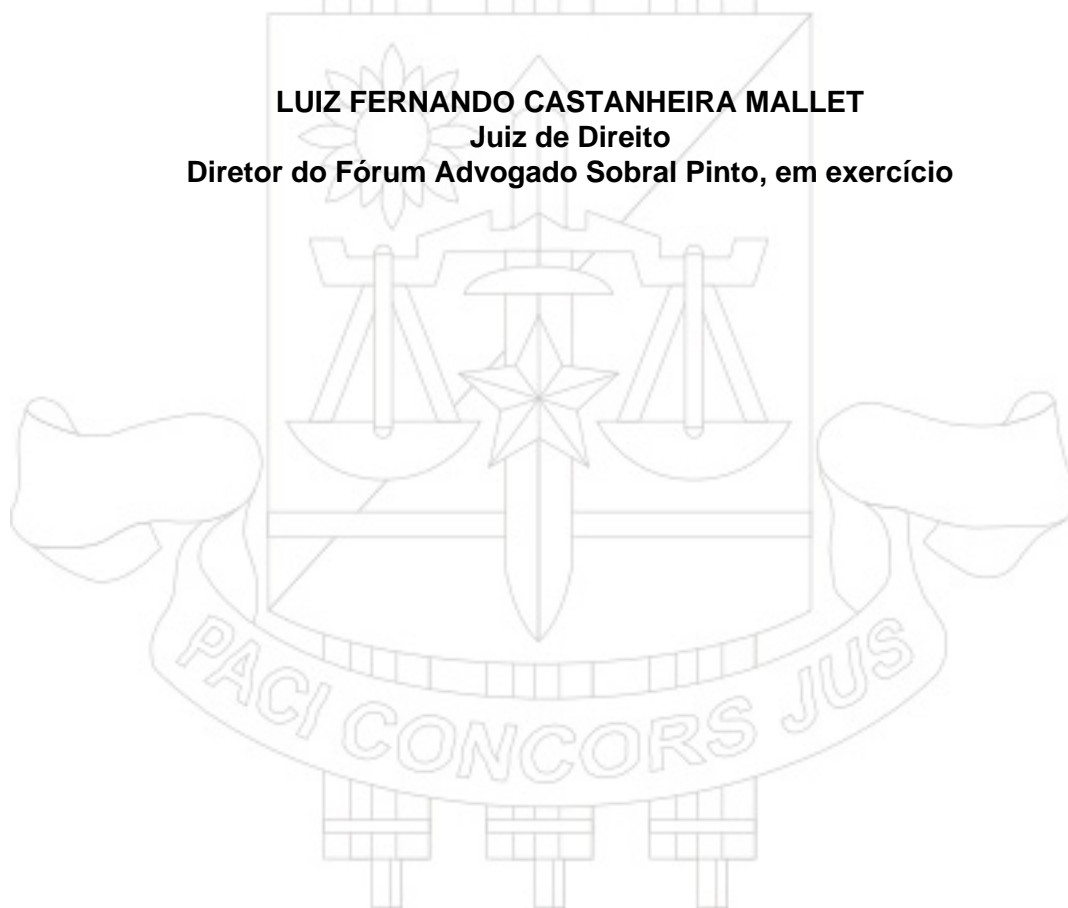 LUIZ FERNANDO CASTANHEIRA MALLET
Juiz de Direito
Diretor do Fórum Advogado Sobral Pinto, em exercício
PACI CONCORS JUS